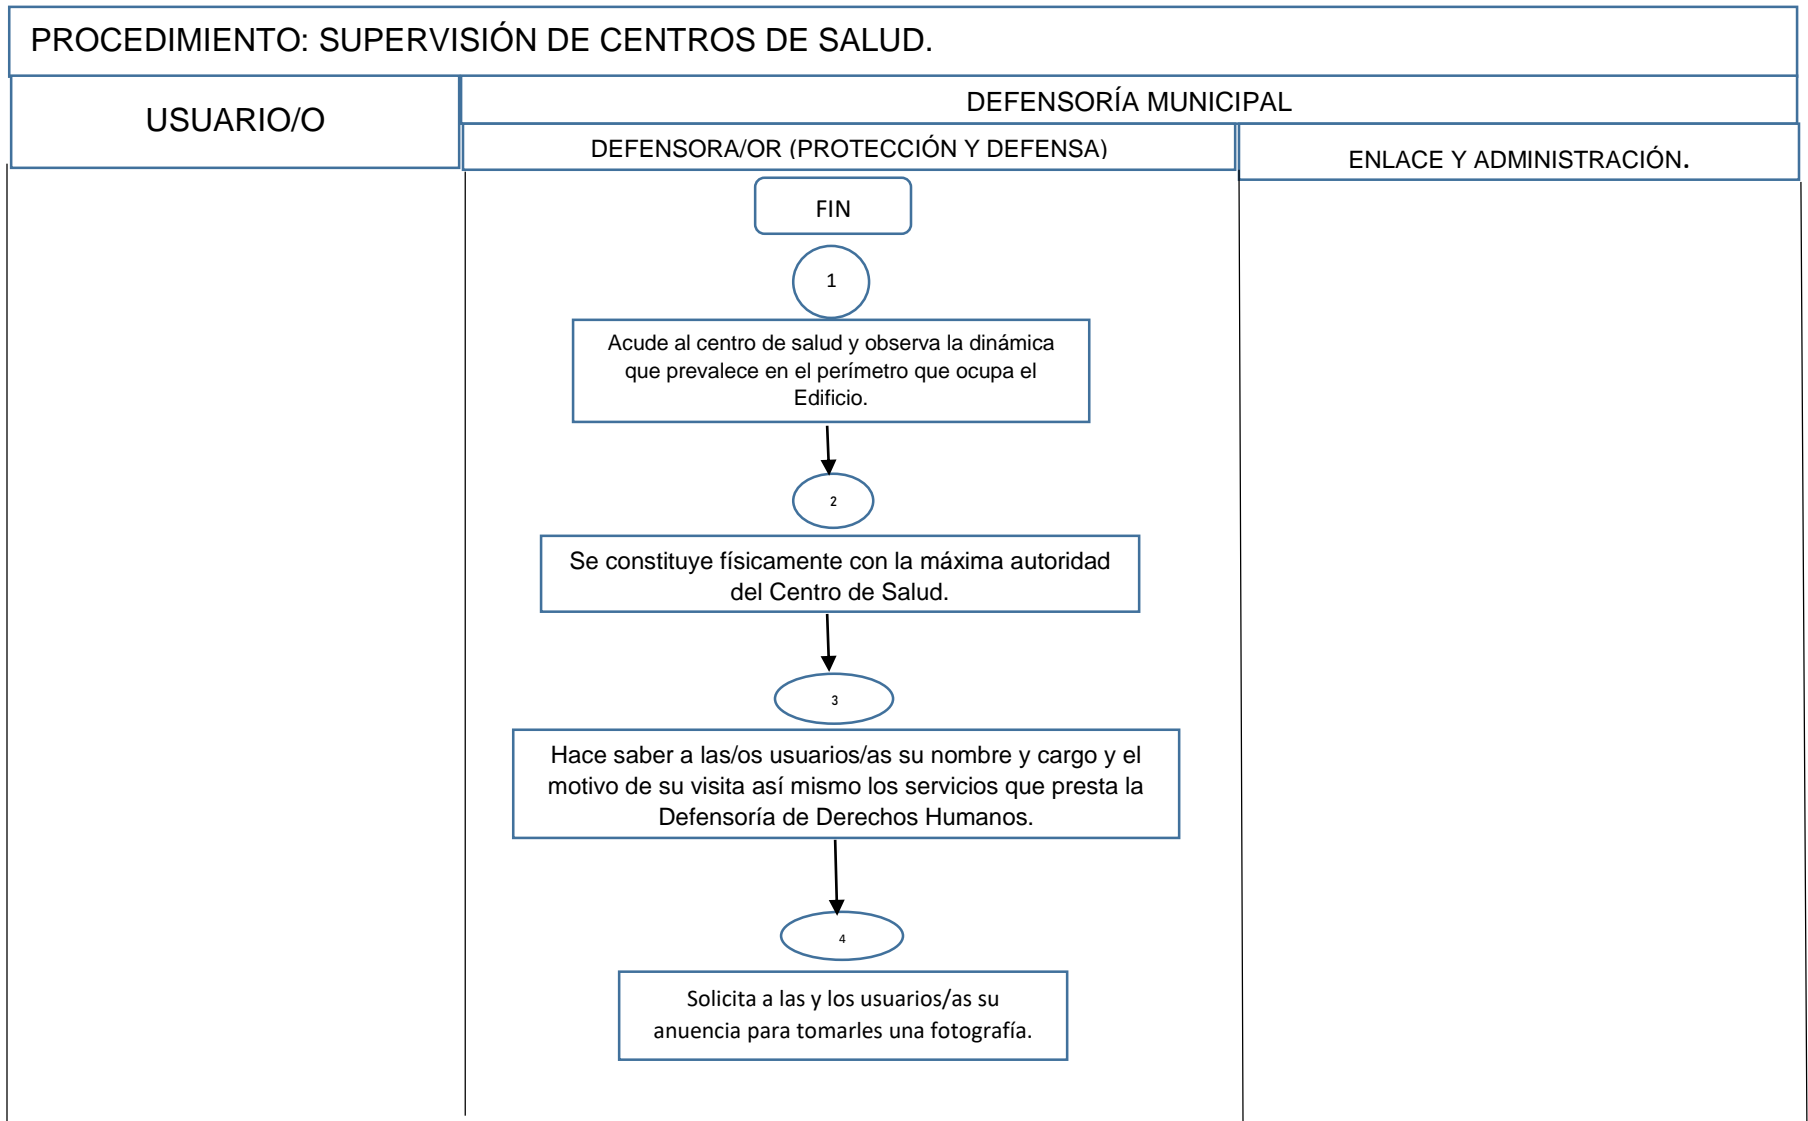 PROCEDIMIENTO: SUPERVISIÓN DE CENTROS DE SALUD.
USUARIO/O
DEFENSORÍA MUNICIPAL
DEFENSORA/OR (PROTECCIÓN Y DEFENSA)
ENLACE Y ADMINISTRACIÓN.
FIN
1
Acude al centro de salud y observa la dinámica
que prevalece en el perímetro que ocupa el
Edificio.
2
Se constituye físicamente con la máxima autoridad
del Centro de Salud.
3
Hace saber a las/os usuarios/as su nombre y cargo y el
motivo de su visita así mismo los servicios que presta la
Defensoría de Derechos Humanos.
4
Solicita a las y los usuarios/as su
anuencia para tomarles una fotografía.